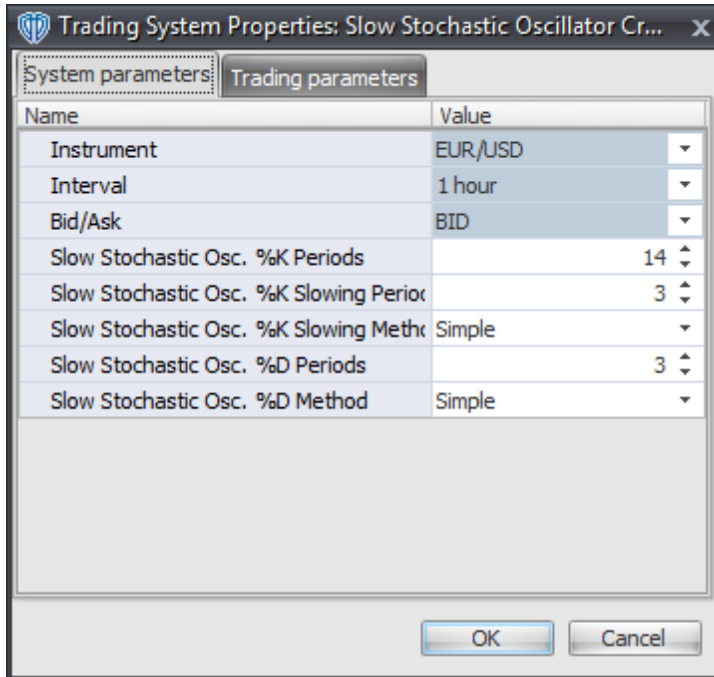 Trading System Properties: Slow Stochastic Oscillator Cr... x
System parameters Trading parameters
Name Value
Instrument EUR/USD
Interval 1 hour
Bid/Ask BID
Slow Stochastic Osc. %K Periods 14
Slow Stochastic Osc. %K Slowing Period 3
Slow Stochastic Osc. %K Slowing Metho Simple
Slow Stochastic Osc. %D Periods 3
Slow Stochastic Osc. %D Method Simple
OK Cancel